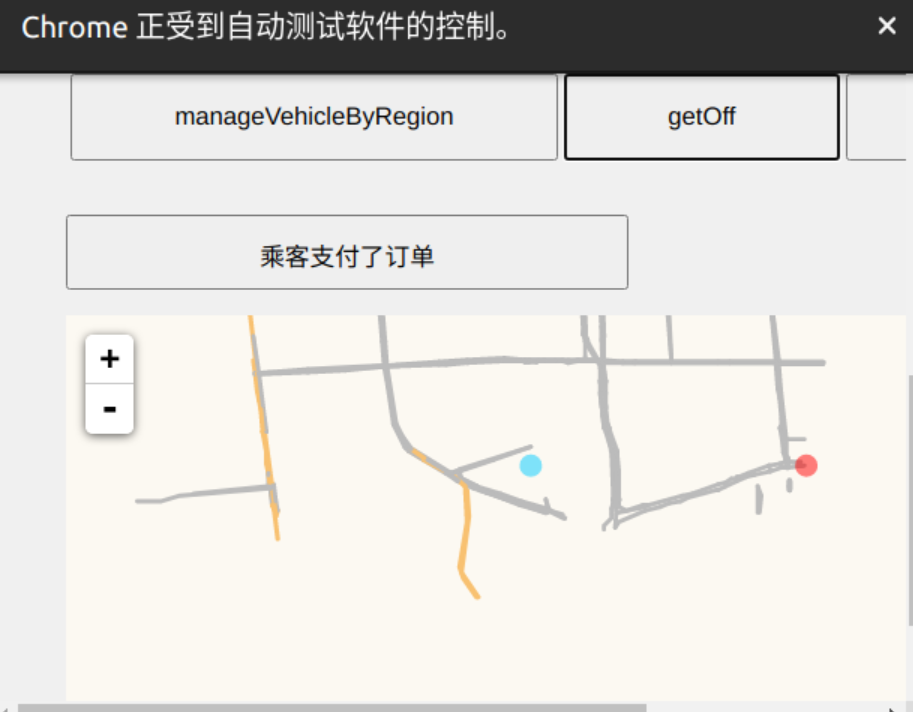 Chrome 正受到自动测试软件的控制。
×
manageVehicleByRegion
getOff
乘客支付了订单
+
-